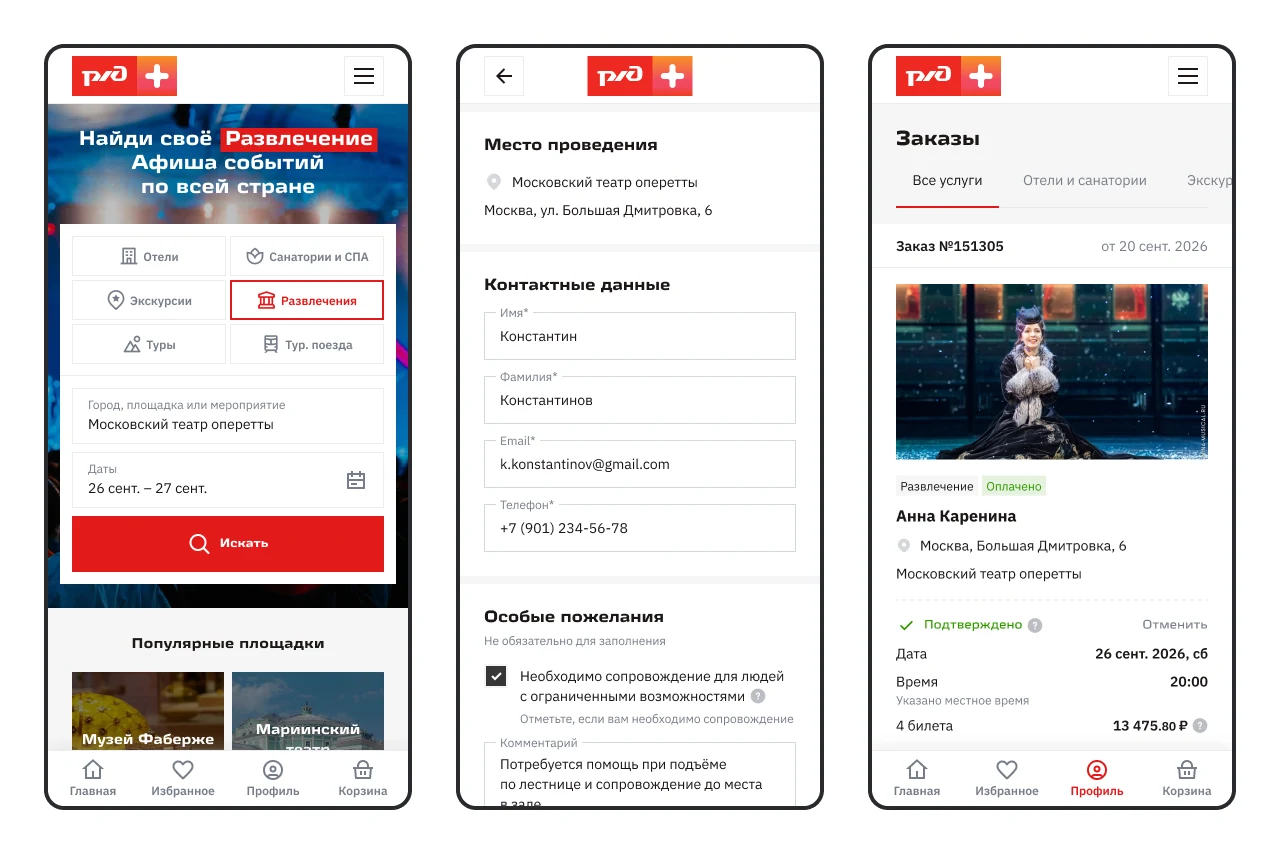 РЖД +
Найди своё Развлечение
Афиша событий
по всей стране
Отели
Санатории и СПА
Экскурсии
Развлечения
Туры
Тур. поезда
Город, площадка или мероприятие
Московский театр оперетты
Даты
26 сент. – 27 сент.
Искать
Популярные площадки
Музей Фаберже
Мариинский
театр
Главная
Избранное
Профиль
Корзина
РЖД +
Место проведения
Московский театр оперетты
Москва, ул. Большая Дмитровка, 6
Контактные данные
Имя*
Константин
Фамилия*
Константинов
Email*
k.konstantinov@gmail.com
Телефон*
+7 (901) 234-56-78
Особые пожелания
Не обязательно для заполнения
Необходимо сопровождение для людей
с ограниченными возможностями ?
Отметьте, если вам необходимо сопровождение
Комментарий
Потребуется помощь при подъёме
по лестнице и сопровождение до места
в зале
РЖД +
Заказы
Все услуги
Отели и санатории
Экскур
Заказ №151305
от 20 сент. 2026
Развлечение
Оплачено
Анна Каренина
Москва, Большая Дмитровка, 6
Московский театр оперетты
Подтверждено ?
Отменить
Дата
26 сент. 2026, сб
Время
20:00
Указано местное время
4 билета
13 475.80 ₽ ?
Главная
Избранное
Профиль
Корзина